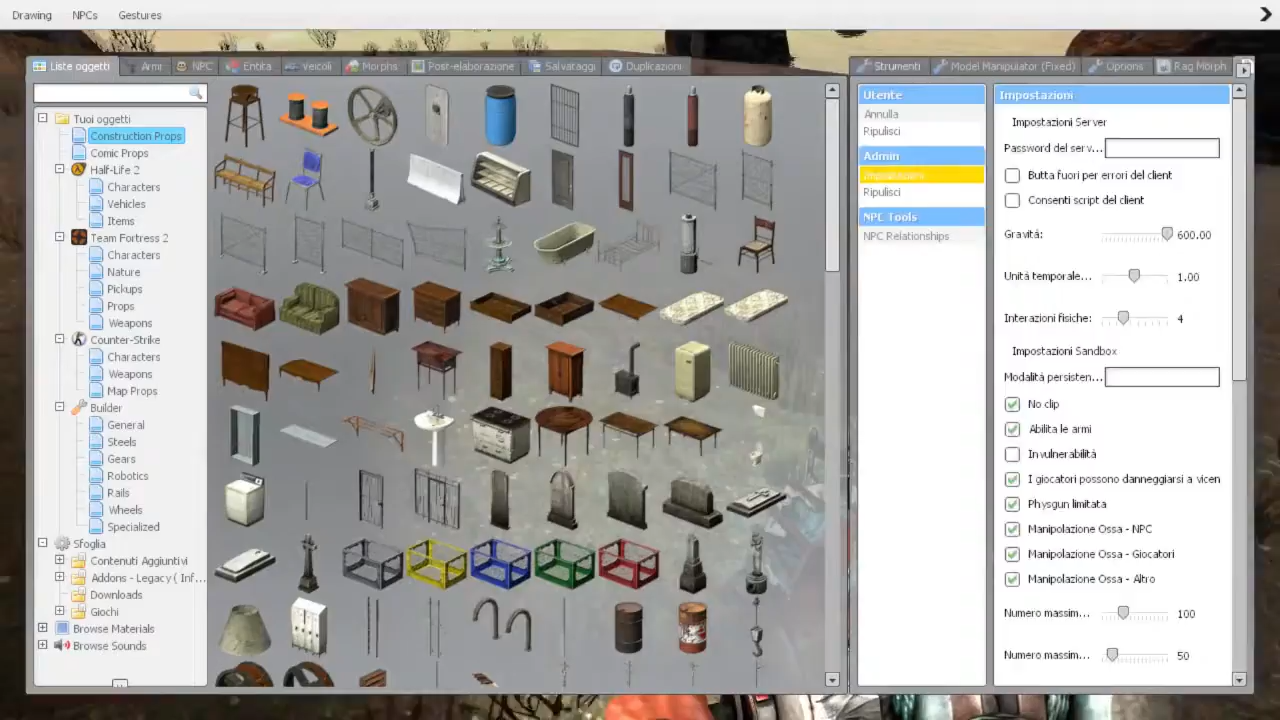 Drawing NPCs Gestures
Liste oggetti Armi NPC Entita Veicoli Morphs Post-elaborazione Salvataggi Duplicazioni
Tuoi oggetti
Construction Props
Comic Props
Half-Life 2
Characters
Vehicles
Items
Team Fortress 2
Characters
Nature
Pickups
Props
Weapons
Counter-Strike
Characters
Weapons
Map Props
Builder
General
Steels
Gears
Robotics
Rails
Wheels
Specialized
Sfoglia
Contenuti Aggiuntivi
Addons - Legacy ( Inf...
Downloads
Giochi
Browse Materials
Browse Sounds
Strumenti Model Manipulator (Fixed) Options Rag Morph
Utente
Annulla
Ripulisci
Admin
Impostazioni
Ripulisci
NPC Tools
NPC Relationships
Impostazioni
Impostazioni Server
Password del serv...
Butta fuori per errori del client
Consenti script del client
Gravitá: 600.00
Unitá temporale... 1.00
Interazioni fisiche: 4
Impostazioni Sandbox
Modalitá persisten...
No clip
Abilita le armi
Invulnerabilitá
I giocatori possono danneggiarsi a vicen
Physgun limitata
Manipolazione Ossa - NPC
Manipolazione Ossa - Giocatori
Manipolazione Ossa - Altro
Numero massim... 100
Numero massim... 50